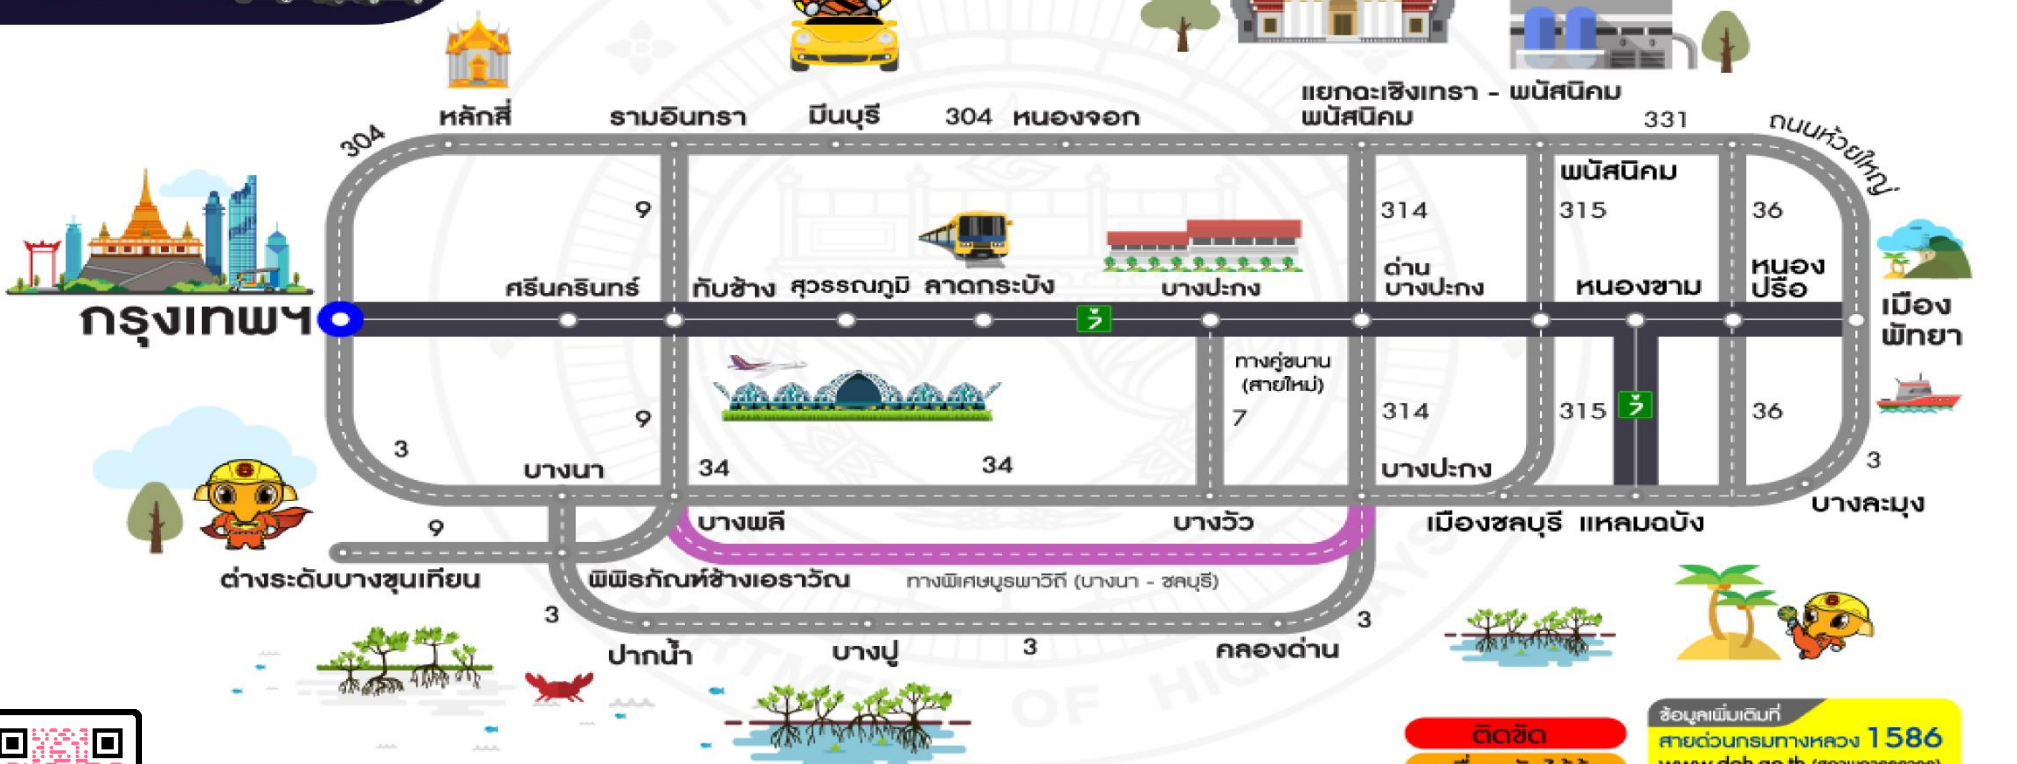 หลักสี่
รามอินทรา
มีนบุรี
304
หนองจอก
แยกฉะเชิงเทรา - พนัสนิคม
พนัสนิคม
331
ถนนห้วยใหญ่
304
พนัสนิคม
9
314
315
36
ศรีนครินทร์
ทับช้าง
สุวรรณภูมิ
ลาดกระบัง
บางปะกง
ด่าน
บางปะกง
หนองขาม
หนอง
ปรือ
กรุงเทพฯ
7
เมือง
พัทยา
ทางคู่ขนาน
(สายใหม่)
7
9
314
315
7
36
3
บางนา
34
34
บางปะกง
3
9
บางพลี
บางวัว
เมืองชลบุรี
แหลมฉบัง
บางละมุง
ต่างระดับบางขุนเทียน
พิพิธภัณฑ์ช้างเอราวัณ
ทางพิเศษบูรพาวิถี (บางนา - ชลบุรี)
3
3
ปากน้ำ
บางปู
3
คลองด่าน
DEPARTMENT OF HIGHWAYS
ติดขัด
ข้อมูลเพิ่มเติมที่
สายด่วนกรมทางหลวง 1586